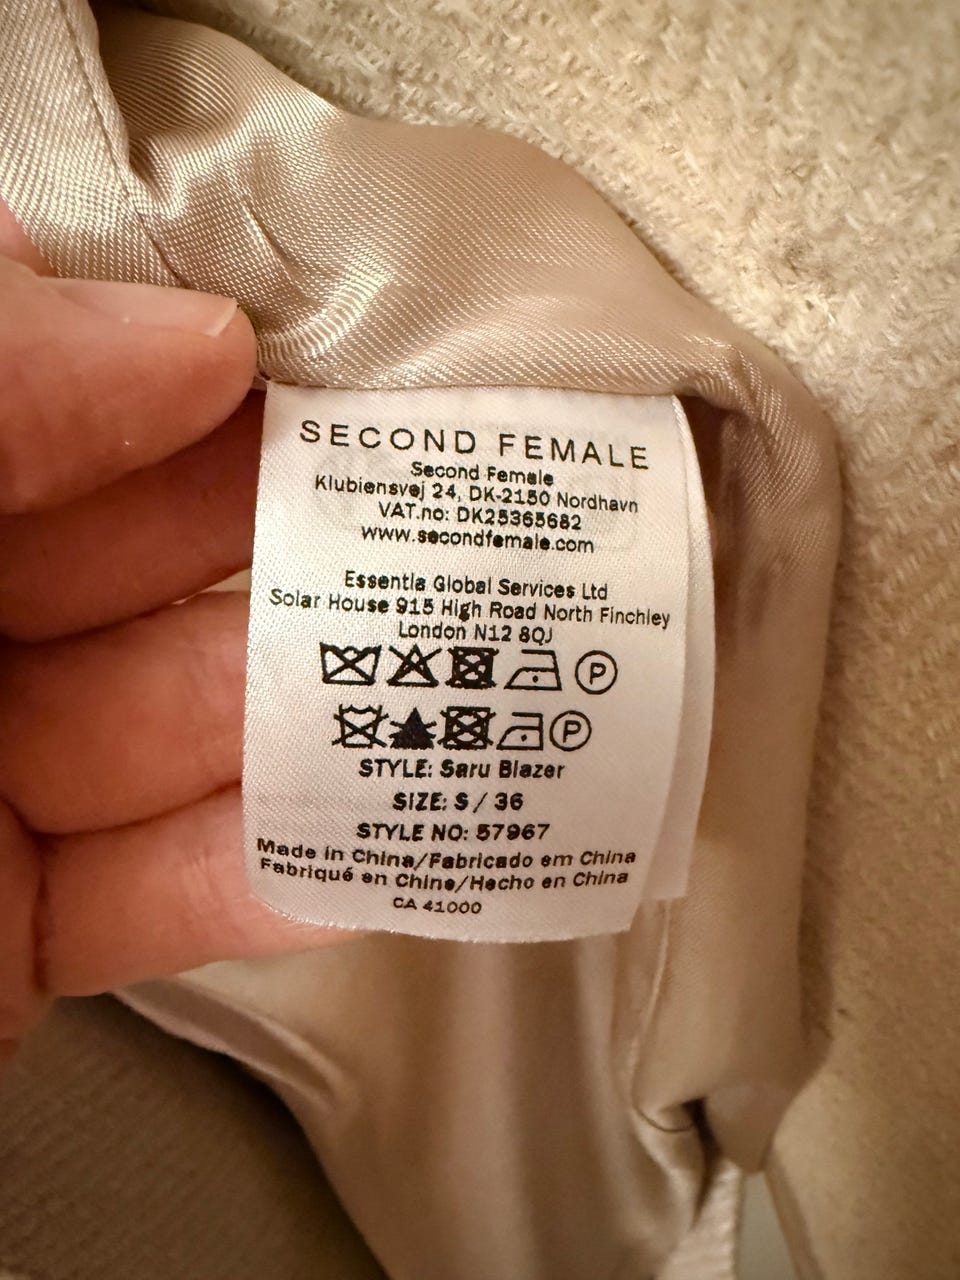 SECOND FEMALE
Second Female
Klubiensvej 24, DK-2150 Nordhavn
VAT.no: DK25365682
www.secondfemale.com
Essentia Global Services Ltd
Solar House 915 High Road North Finchley
London N12 8QJ
P
P
STYLE: Saru Blazer
SIZE: S / 36
STYLE NO: 57967
Made in China/Fabricado em China
Fabriqué en Chine/Hecho en China
CA 41000